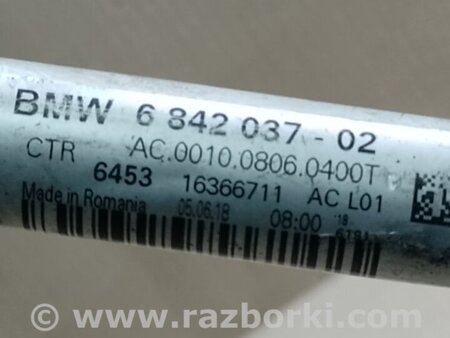 BMW 6 842 037 - 02
CTR AC.0010.0806.0400T
6453 16366711 AC L01
Made in Romania 05.06.18 08:00 '18
© www.razborki.com